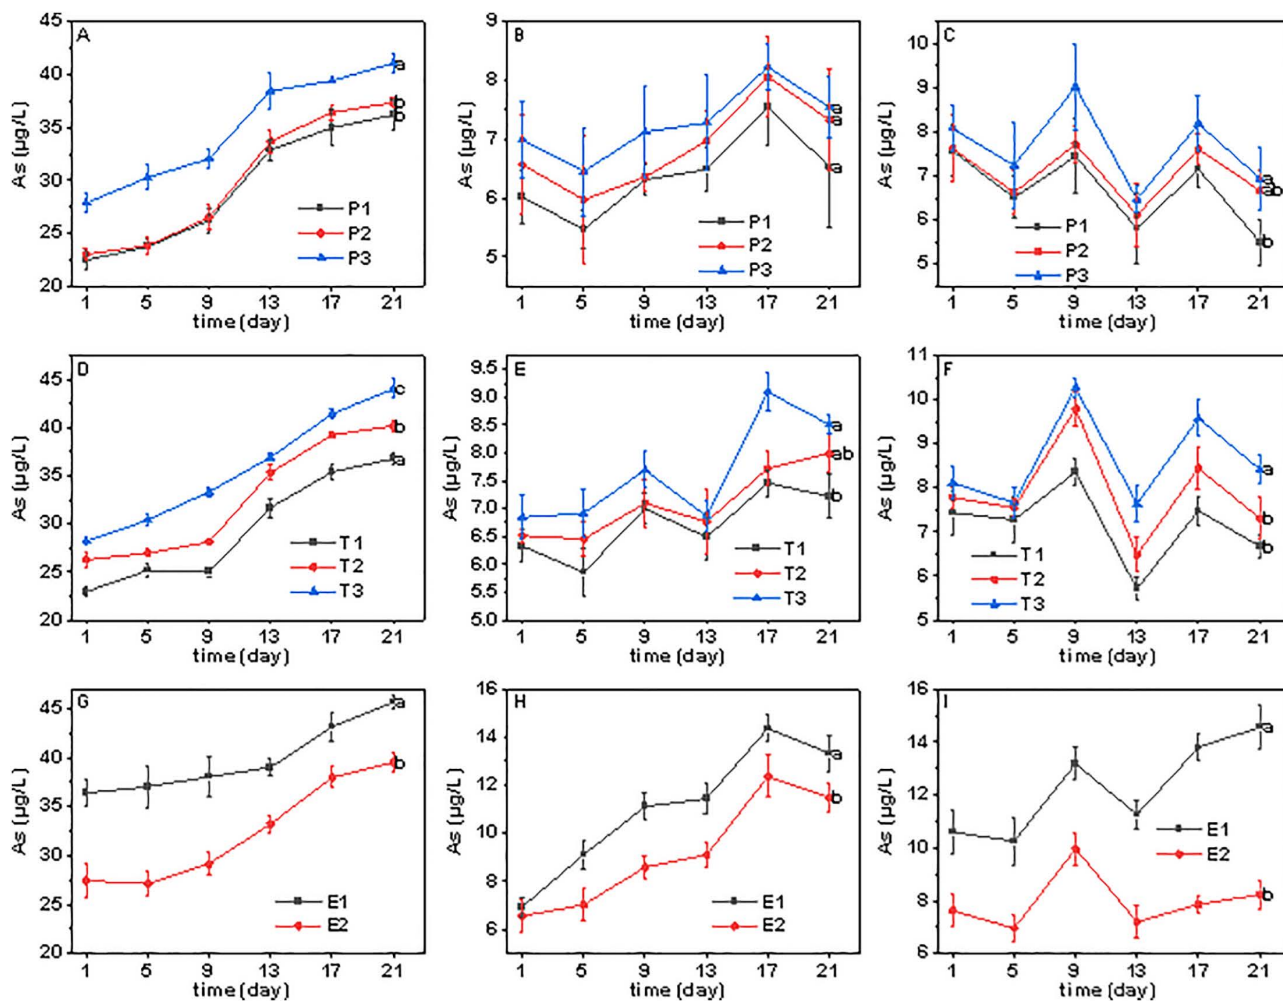 A
As (µg/L)
45
40
35
30
25
20
a
b
b
P1
P2
P3
1 5 9 13 17 21
time (day)
B
As (µg/L)
9
8
7
6
5
a
a
a
P1
P2
P3
1 5 9 13 17 21
time (day)
C
As (µg/L)
10
9
8
7
6
5
a
ab
b
P1
P2
P3
1 5 9 13 17 21
time (day)
D
As (µg/L)
45
40
35
30
25
20
c
b
a
T1
T2
T3
1 5 9 13 17 21
time (day)
E
As (µg/L)
9.5
9.0
8.5
8.0
7.5
7.0
6.5
6.0
5.5
5.0
a
ab
b
T1
T2
T3
1 5 9 13 17 21
time (day)
F
As (µg/L)
11
10
9
8
7
6
5
a
b
b
T1
T2
T3
1 5 9 13 17 21
time (day)
G
As (µg/L)
45
40
35
30
25
20
a
b
E1
E2
1 5 9 13 17 21
time (day)
H
As (µg/L)
16
14
12
10
8
6
a
b
E1
E2
1 5 9 13 17 21
time (day)
I
As (µg/L)
16
14
12
10
8
6
a
b
E1
E2
1 5 9 13 17 21
time (day)